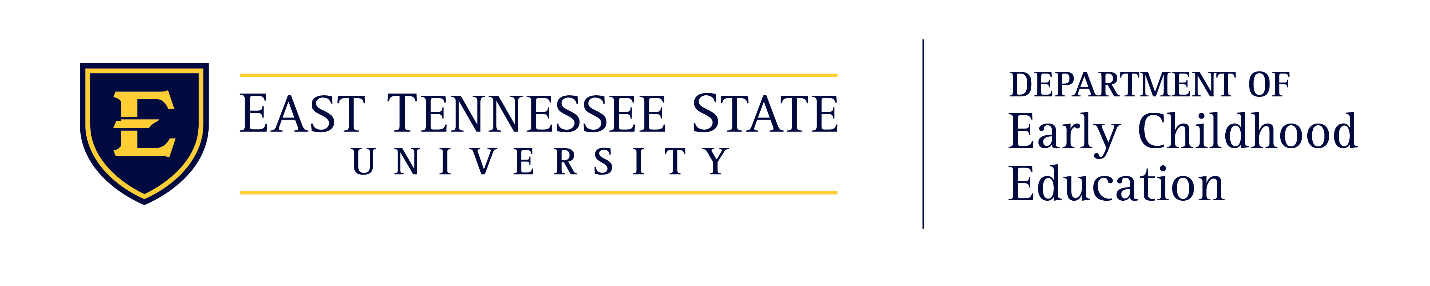 E
EAST TENNESSEE STATE
UNIVERSITY
DEPARTMENT OF
Early Childhood
Education